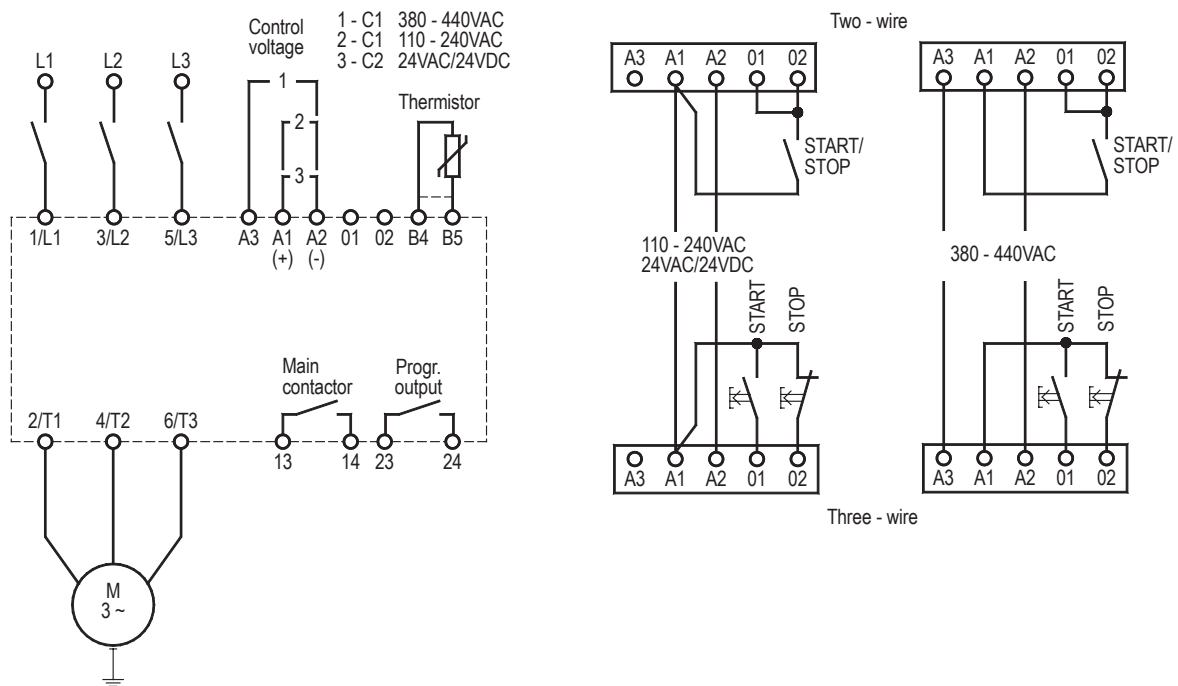 Control
voltage
1 - C1 380 - 440VAC
2 - C1 110 - 240VAC
3 - C2 24VAC/24VDC
L1 L2 L3
1
2
3
Thermistor
1/L1 3/L2 5/L3 A3 A1 A2 01 02 B4 B5
(+) (-)
Main
contactor
Progr.
output
2/T1 4/T2 6/T3
13 14 23 24
M
3 ~
Two - wire
A3 A1 A2 01 02
START/
STOP
A3 A1 A2 01 02
START/
STOP
110 - 240VAC
24VAC/24VDC
380 - 440VAC
START
STOP
START
STOP
A3 A1 A2 01 02
A3 A1 A2 01 02
Three - wire